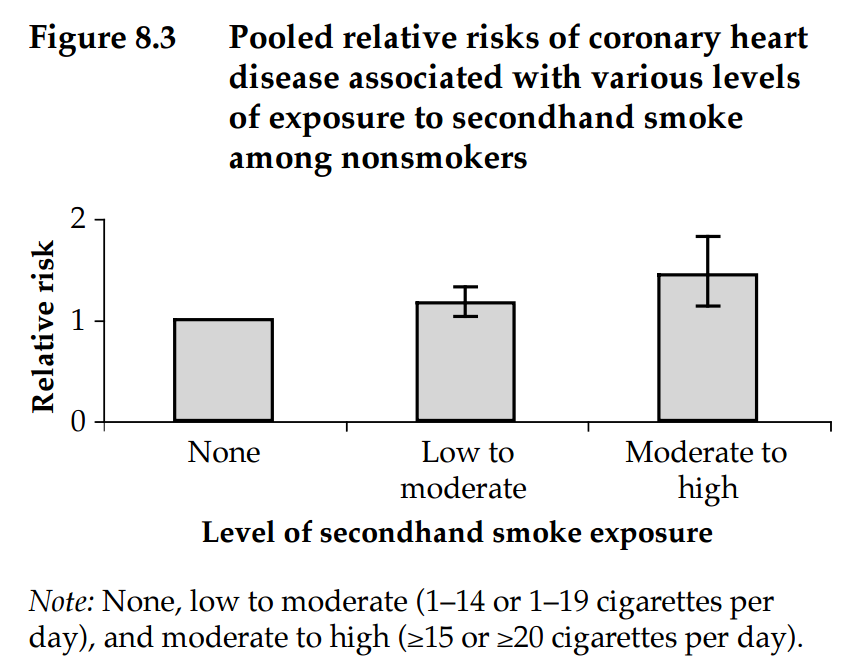 Figure 8.3 Pooled relative risks of coronary heart
disease associated with various levels
of exposure to secondhand smoke
among nonsmokers
2
1
0
Relative risk
None
Low to
moderate
Moderate to
high
Level of secondhand smoke exposure
Note: None, low to moderate (1–14 or 1–19 cigarettes per
day), and moderate to high (≥15 or ≥20 cigarettes per day).